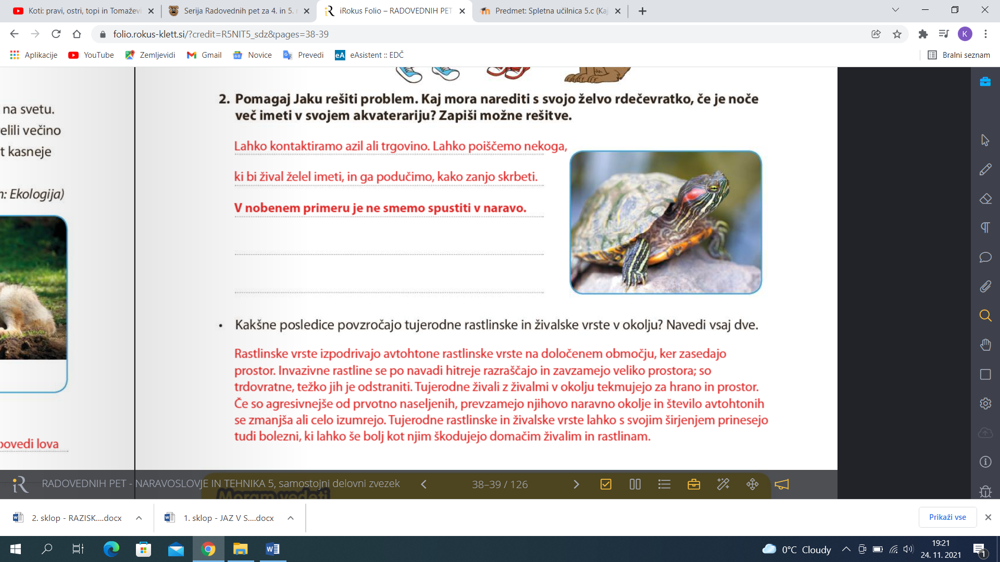 Koti: pravi, ostri, topi in Tomaževi
Serija Radovednih pet za 4. in 5. r
iRokus Folio – RADOVEDNIH PET
Predmet: Spletna učilnica 5.c (Kaj
folio.rokus-klett.si/?credit=R5NIT5_sdz&pages=38-39
K
Aplikacije YouTube Zemljevidi Gmail Novice Prevedi eA eAsistent :: EDČ Bralni seznam
na svetu.
elili večino
t kasneje
n: Ekologija)
povedi lova
2. Pomagaj Jaku rešiti problem. Kaj mora narediti s svojo želvo rdečevratko, če je noče
več imeti v svojem akvaterariju? Zapiši možne rešitve.
Lahko kontaktiramo azil ali trgovino. Lahko poiščemo nekoga,
ki bi žival želel imeti, in ga podučimo, kako zanjo skrbeti.
V nobenem primeru je ne smemo spustiti v naravo.
• Kakšne posledice povzročajo tujerodne rastlinske in živalske vrste v okolju? Navedi vsaj dve.
Rastlinske vrste izpodrivajo avtohtone rastlinske vrste na določenem območju, ker zasedajo
prostor. Invazivne rastline se po navadi hitreje razraščajo in zavzamejo veliko prostora; so
trdovratne, težko jih je odstraniti. Tujerodne živali z živalmi v okolju tekmujejo za hrano in prostor.
Če so agresivnejše od prvotno naseljenih, prevzamejo njihovo naravno okolje in število avtohtonih
se zmanjša ali celo izumrejo. Tujerodne rastlinske in živalske vrste lahko s svojim širjenjem prinesejo
tudi bolezni, ki lahko še bolj kot njim škodujejo domačim živalim in rastlinam.
Moram vedeti
iR RADOVEDNIH PET - NARAVOSLOVJE IN TEHNIKA 5, samostojni delovni zvezek 38–39 / 126
2. sklop - RAZISK....docx
1. sklop - JAZ V S....docx
Prikaži vse
0°C Cloudy
19:21
24. 11. 2021
1